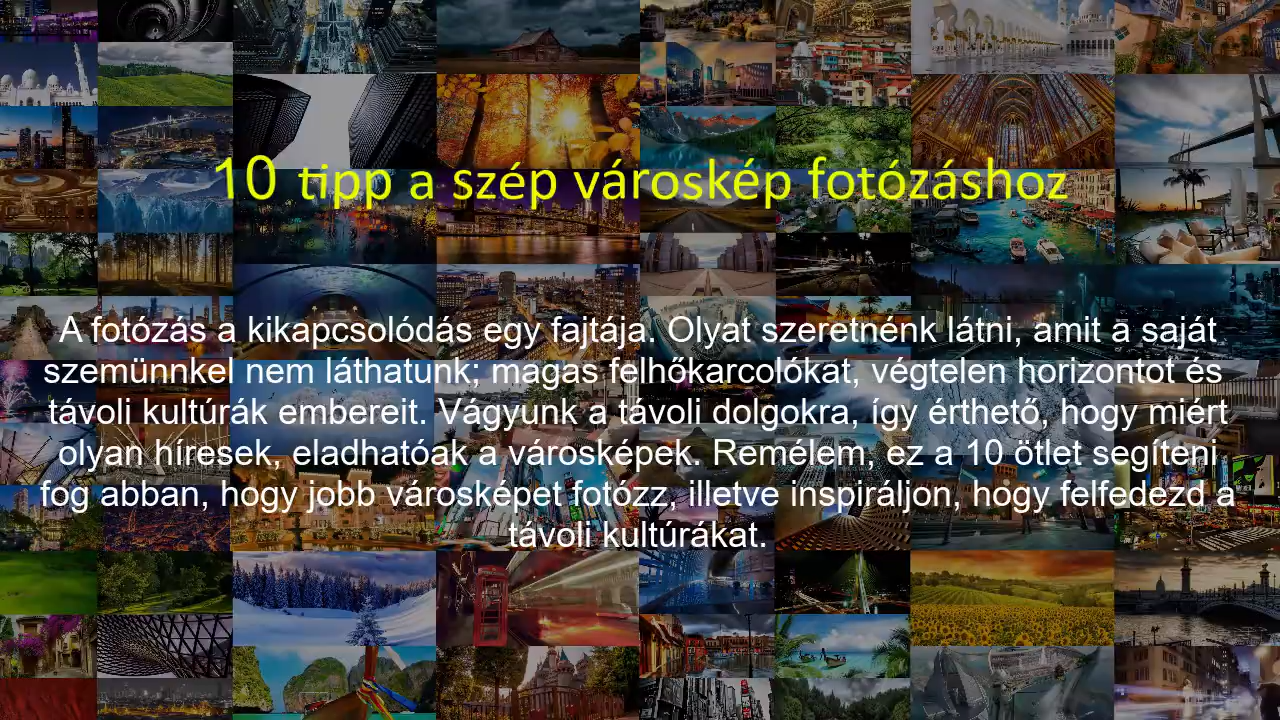 10 tipp a szép városkép fotózáshoz
A fotózás a kikapcsolódás egy fajtája. Olyat szeretnénk látni, amit a saját
szemünnkel nem láthatunk; magas felhőkarcolókat, végtelen horizontot és
távoli kultúrák embereit. Vágyunk a távoli dolgokra, így érthető, hogy miért
olyan híresek, eladhatóak a városképek. Remélem, ez a 10 ötlet segíteni
fog abban, hogy jobb városképet fotózz, illetve inspiráljon, hogy felfedezd a
távoli kultúrákat.